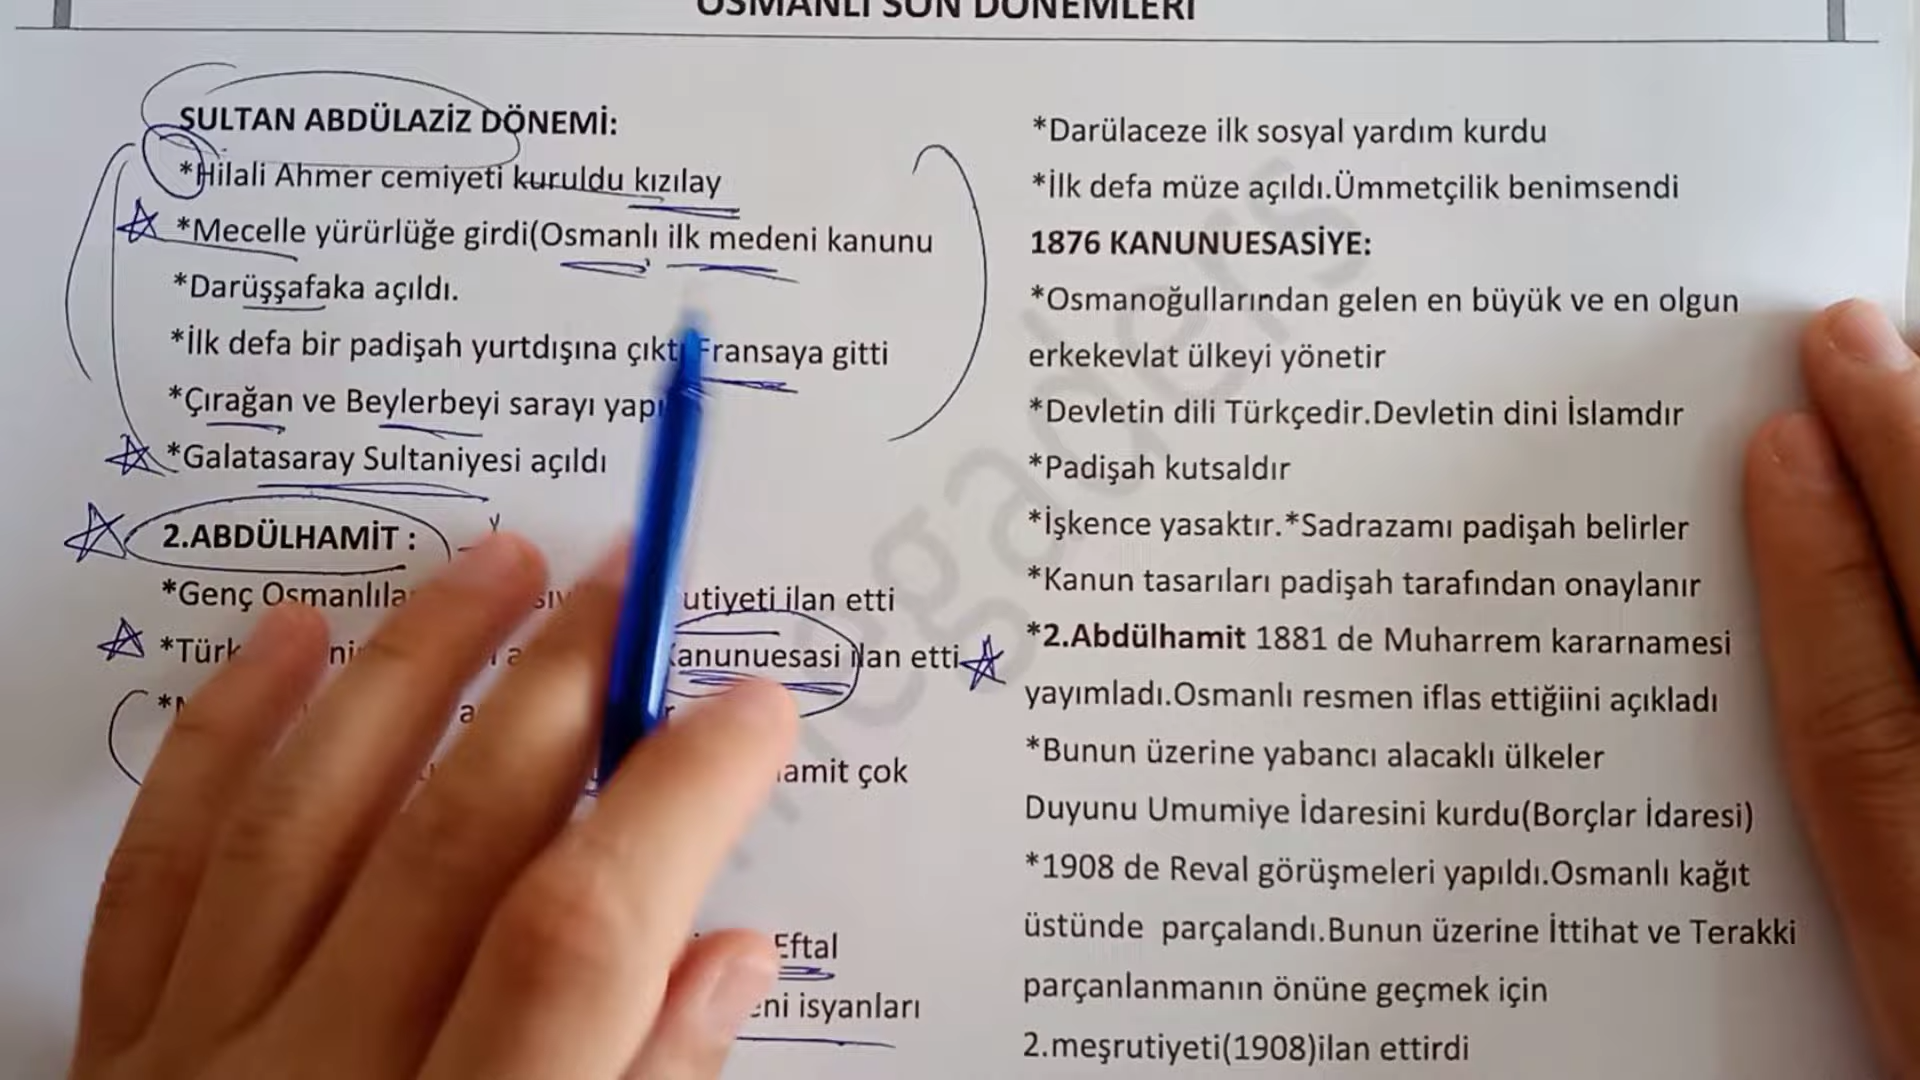 OSMANLI SON DÖNEMLERİ
SULTAN ABDÜLAZİZ DÖNEMİ:
*Hilali Ahmer cemiyeti kuruldu kızılay
*Mecelle yürürlüğe girdi(Osmanlı ilk medeni kanunu
*Darüşşafaka açıldı.
*İlk defa bir padişah yurtdışına çıktı Fransaya gitti
*Çırağan ve Beylerbeyi sarayı
*Galatasaray Sultaniyesi açıldı
2.ABDÜLHAMİT :
*Genç ilan etti
Kanunuesasi ilan etti
çok
Eftal
isyanları
*Darülaceze ilk sosyal yardım kurdu
*İlk defa müze açıldı.Ümmetçilik benimsendi
1876 KANUNUESASİYE:
*Osmanoğullarından gelen en büyük ve en olgun
erkekevlat ülkeyi yönetir
*Devletin dili Türkçedir.Devletin dini İslamdır
*Padişah kutsaldır
*İşkence yasaktır.*Sadrazamı padişah belirler
*Kanun tasarıları padişah tarafından onaylanır
*2.Abdülhamit 1881 de Muharrem kararnamesi
yayımladı.Osmanlı resmen iflas ettiğiini açıkladı
*Bunun üzerine yabancı alacaklı ülkeler
Duyunu Umumiye İdaresini kurdu(Borçlar İdaresi)
*1908 de Reval görüşmeleri yapıldı.Osmanlı kağıt
üstünde parçalandı.Bunun üzerine İttihat ve Terakki
parçanlanmanın önüne geçmek için
2.meşrutiyeti(1908)ilan ettirdi